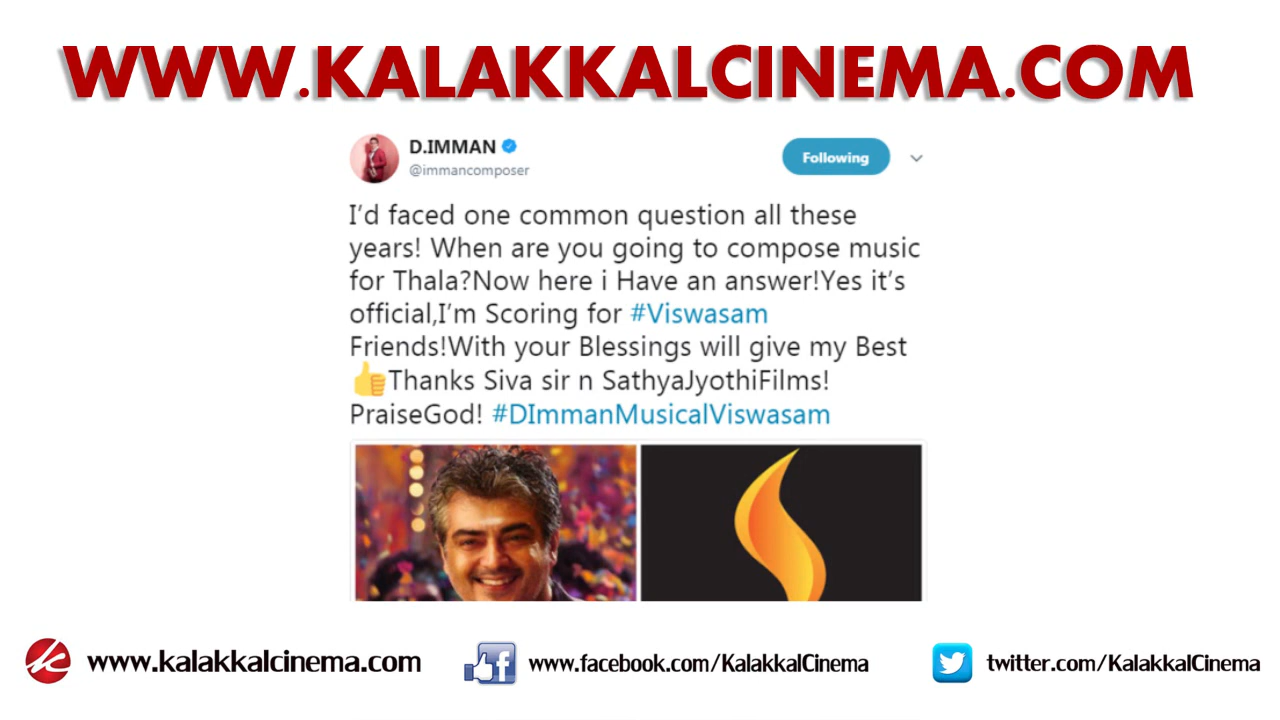 WWW.KALAKKALCINEMA.COM
D.IMMAN
@immancomposer
Following
I'd faced one common question all these
years! When are you going to compose music
for Thala?Now here i Have an answer!Yes it's
official,I'm Scoring for #Viswasam
Friends!With your Blessings will give my Best
👍Thanks Siva sir n SathyaJyothiFilms!
PraiseGod! #DImmanMusicalViswasam
www.kalakkalcinema.com
www.facebook.com/KalakkalCinema
twitter.com/KalakkalCinema